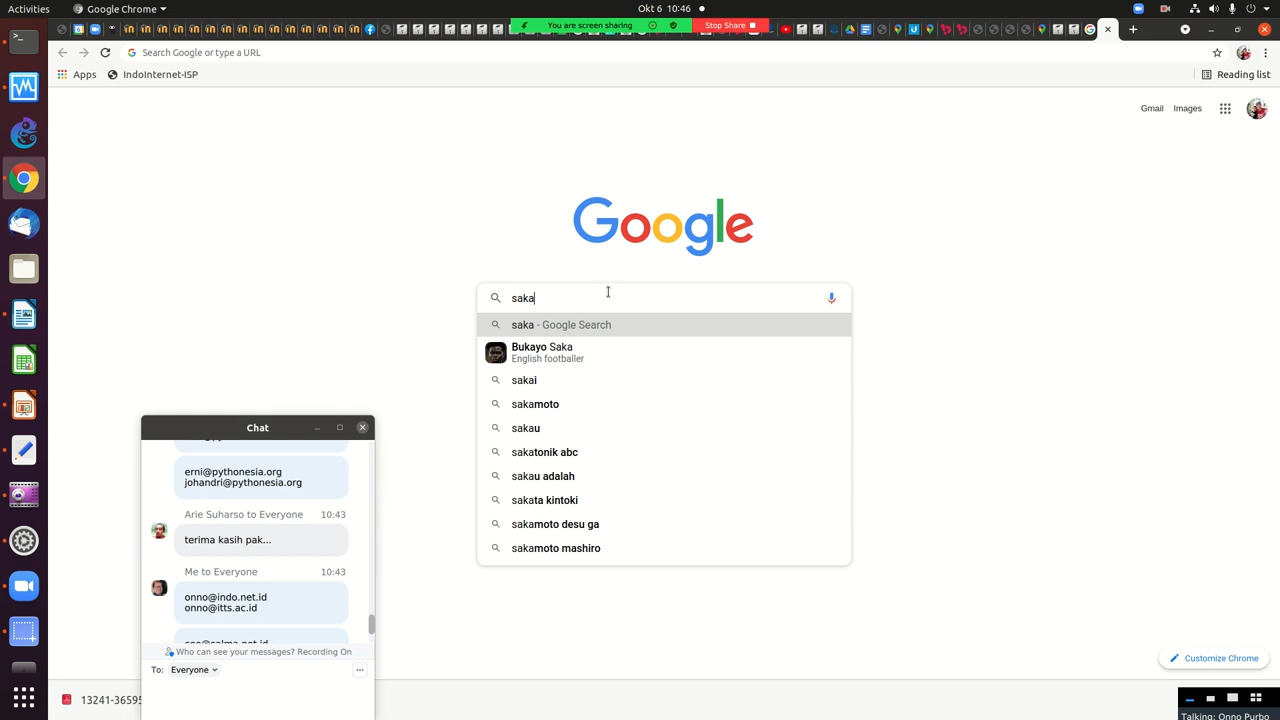 Activities
Google Chrome
Okt 6 10:46
You are screen sharing
Stop Share
Search Google or type a URL
Apps
IndoInternet-ISP
Reading list
Gmail
Images
Google
saka
saka - Google Search
Bukayo Saka
English footballer
sakai
sakamoto
sakau
sakatonik abc
sakau adalah
sakata kintoki
sakamoto desu ga
sakamoto mashiro
Chat
erni@pythonesia.org
johandri@pythonesia.org
Arie Suharso to Everyone 10:43
terima kasih pak...
Me to Everyone 10:43
onno@indo.net.id
onno@itts.ac.id
Who can see your messages? Recording On
To: Everyone
Customize Chrome
13241-36595
Talking: Onno Purbo